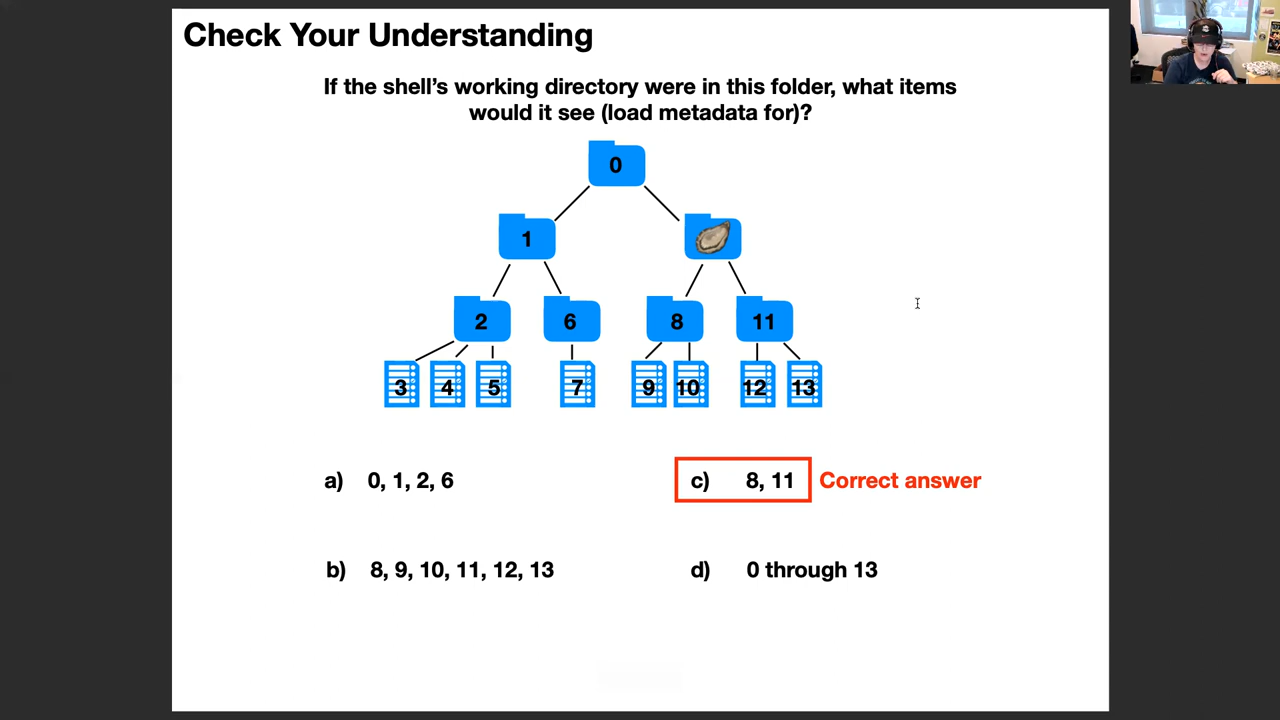 Check Your Understanding
If the shell's working directory were in this folder, what items
would it see (load metadata for)?
0
1
2 6 8 11
3 4 5 7 9 10 12 13
a) 0, 1, 2, 6
c) 8, 11 Correct answer
b) 8, 9, 10, 11, 12, 13
d) 0 through 13